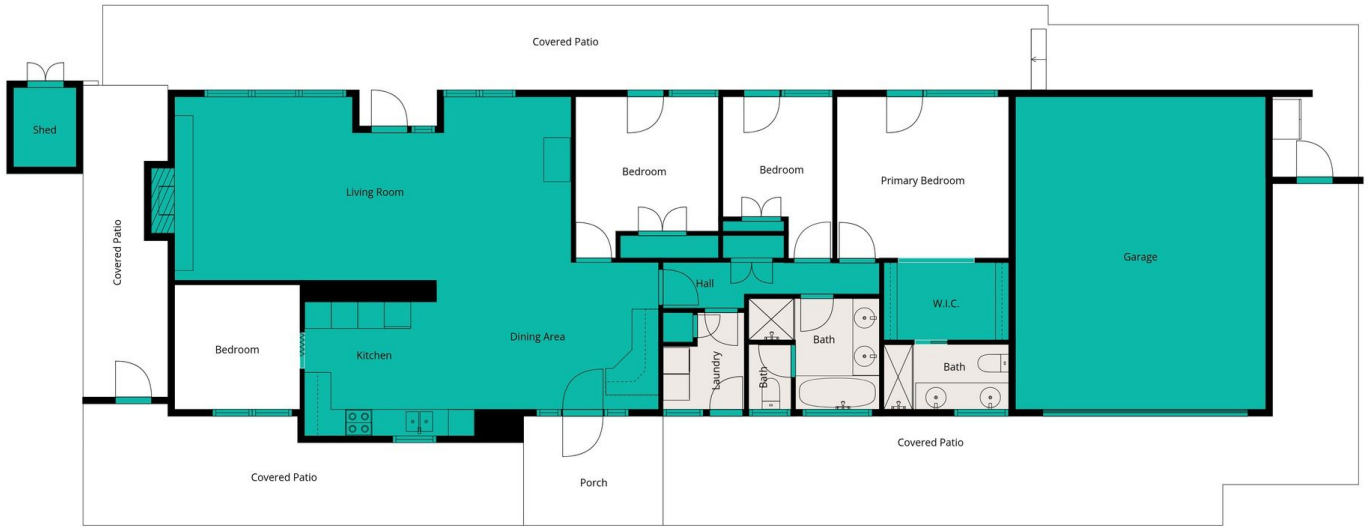 Covered Patio
Shed
Living Room
Bedroom
Bedroom
Primary Bedroom
Covered Patio
Garage
Hall
W.I.C.
Bedroom
Kitchen
Dining Area
Bath
Laundry
Bath
Bath
Covered Patio
Covered Patio
Porch